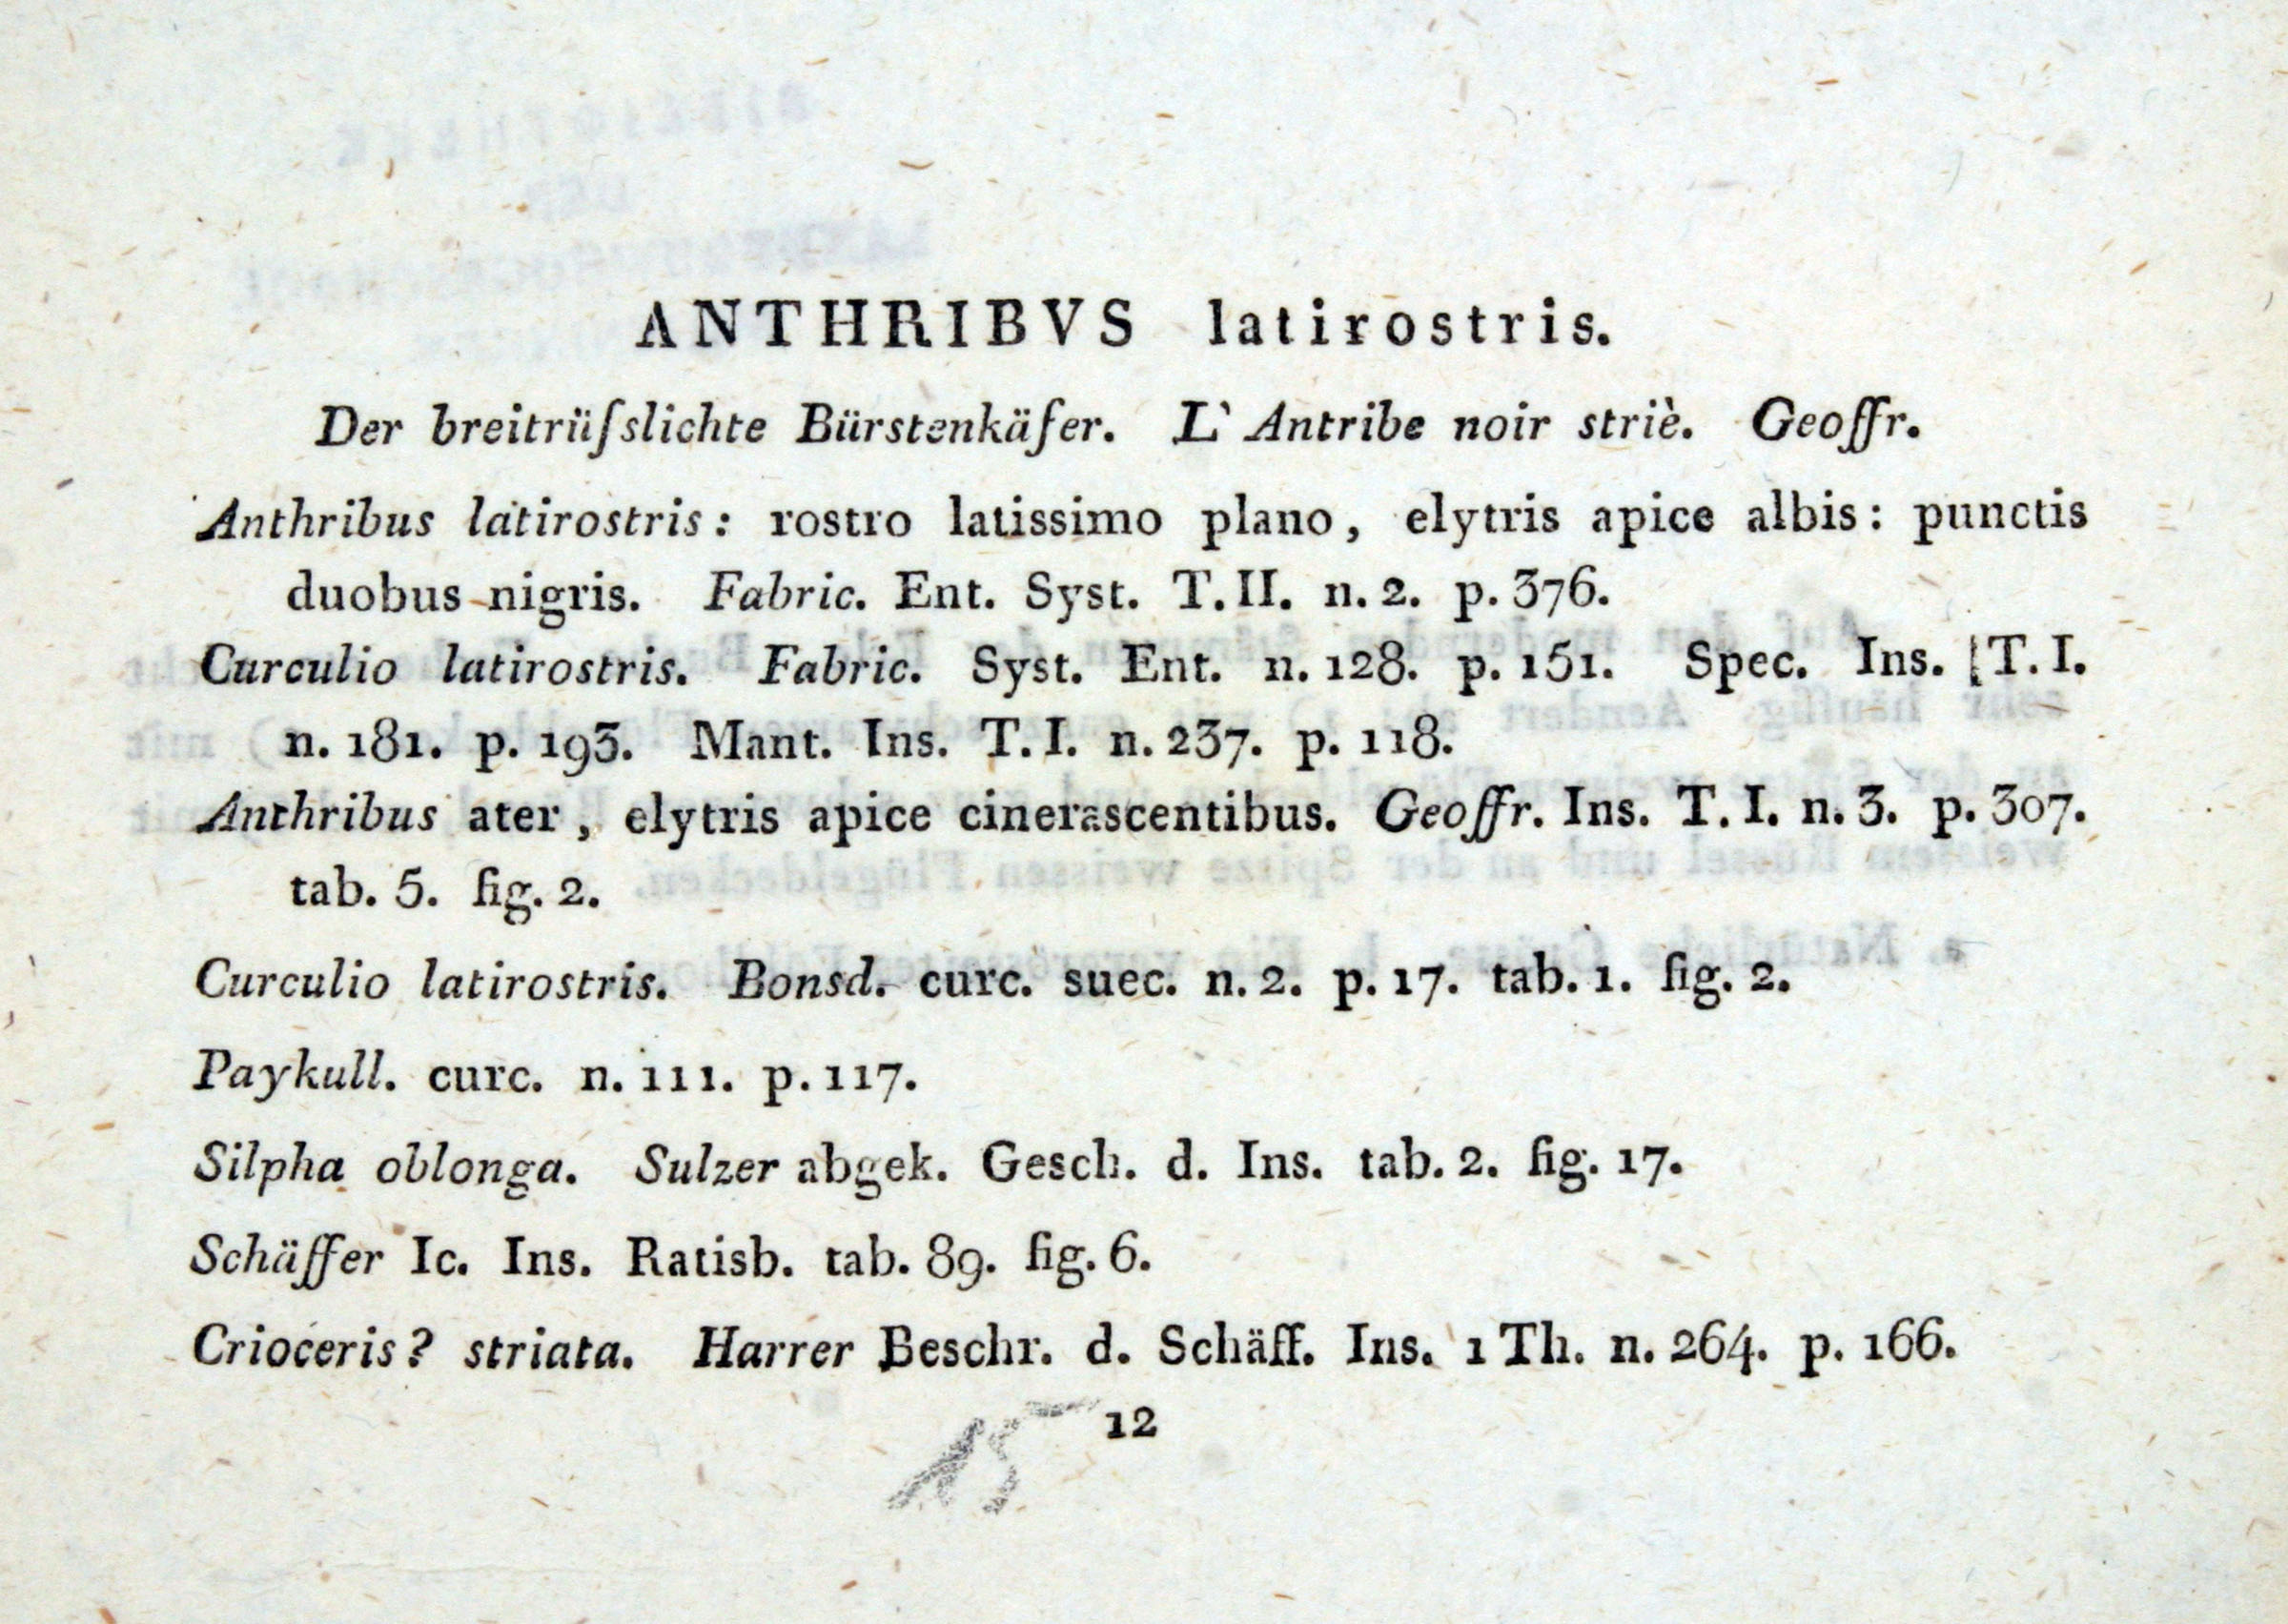 ANTHRIBVS latirostris.
Der breitrüſslichte Bürstenkäfer. L' Antribe noir striè. Geoffr.
Anthribus latirostris: rostro latissimo plano, elytris apice albis: punctis
duobus nigris. Fabric. Ent. Syst. T. II. n. 2. p. 376.
Curculio latirostris. Fabric. Syst. Ent. n. 128. p. 151. Spec. Ins. T. I.
n. 181. p. 193. Mant. Ins. T. I. n. 237. p. 118.
Anthribus ater, elytris apice cinerascentibus. Geoffr. Ins. T. I. n. 3. p. 307.
tab. 5. fig. 2.
Curculio latirostris. Bonsd. curc. suec. n. 2. p. 17. tab. 1. fig. 2.
Paykull. curc. n. 111. p. 117.
Silpha oblonga. Sulzer abgek. Gesch. d. Ins. tab. 2. fig. 17.
Schäffer Ic. Ins. Ratisb. tab. 89. fig. 6.
Crioceris? striata. Harrer Beschr. d. Schäff. Ins. 1 Th. n. 264. p. 166.
15 12